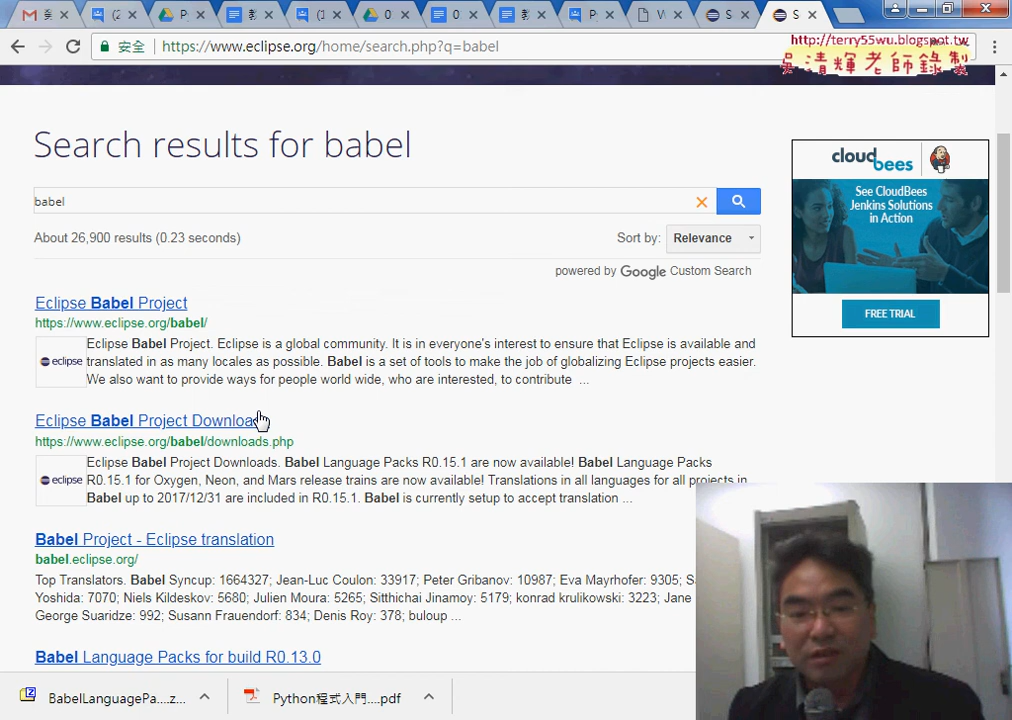 安全
https://www.eclipse.org/home/search.php?q=babel
http://terry55wu.blogspot.tw
吳清輝老師錄製
Search results for babel
babel
About 26,900 results (0.23 seconds)
Sort by:
Relevance
powered by Google Custom Search
Eclipse Babel Project
https://www.eclipse.org/babel/
eclipse
Eclipse Babel Project. Eclipse is a global community. It is in everyone's interest to ensure that Eclipse is available and
translated in as many locales as possible. Babel is a set of tools to make the job of globalizing Eclipse projects easier.
We also want to provide ways for people world wide, who are interested, to contribute ...
Eclipse Babel Project Downloa
https://www.eclipse.org/babel/downloads.php
eclipse
Eclipse Babel Project Downloads. Babel Language Packs R0.15.1 are now available! Babel Language Packs
R0.15.1 for Oxygen, Neon, and Mars release trains are now available! Translations in all languages for all projects in
Babel up to 2017/12/31 are included in R0.15.1. Babel is currently setup to accept translation ...
Babel Project - Eclipse translation
babel.eclipse.org/
Top Translators. Babel Syncup: 1664327; Jean-Luc Coulon: 33917; Peter Gribanov: 10987; Eva Mayrhofer: 9305; S
Yoshida: 7070; Niels Kildeskov: 5680; Julien Moura: 5265; Sitthichai Jinamoy: 5179; konrad krulikowski: 3223; Jane
George Suaridze: 992; Susann Frauendorf: 834; Denis Roy: 378; buloup ...
Babel Language Packs for build R0.13.0
cloudbees
See CloudBees
Jenkins Solutions
in Action
FREE TRIAL
BabelLanguagePa....z...
Python程式入門....pdf